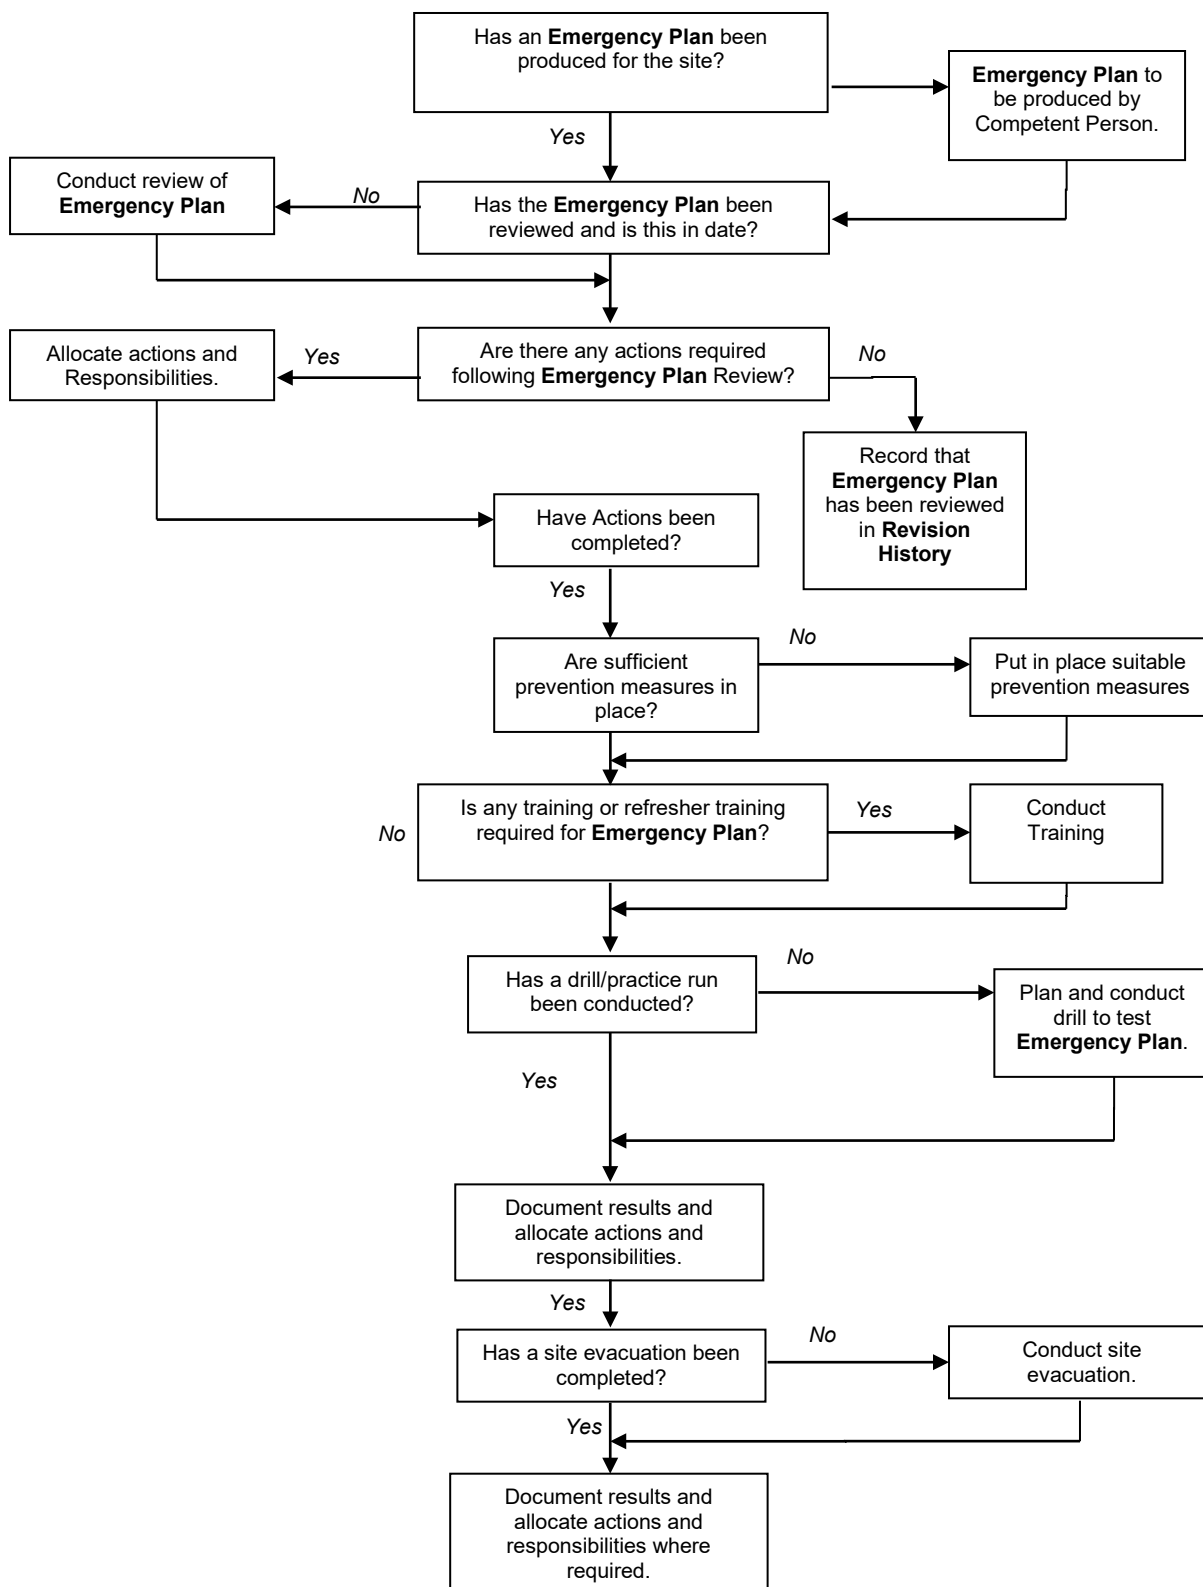 Has an Emergency Plan been
produced for the site?
Emergency Plan to
be produced by
Competent Person.
Yes
Conduct review of
Emergency Plan
No
Has the Emergency Plan been
reviewed and is this in date?
Allocate actions and
Responsibilities.
Yes
Are there any actions required
following Emergency Plan Review?
No
Record that
Emergency Plan
has been reviewed
in Revision
History
Have Actions been
completed?
Yes
Are sufficient
prevention measures in
place?
No
Put in place suitable
prevention measures
No
Is any training or refresher training
required for Emergency Plan?
Yes
Conduct
Training
Has a drill/practice run
been conducted?
No
Plan and conduct
drill to test
Emergency Plan.
Yes
Document results and
allocate actions and
responsibilities.
Yes
Has a site evacuation been
completed?
No
Conduct site
evacuation.
Yes
Document results and
allocate actions and
responsibilities where
required.